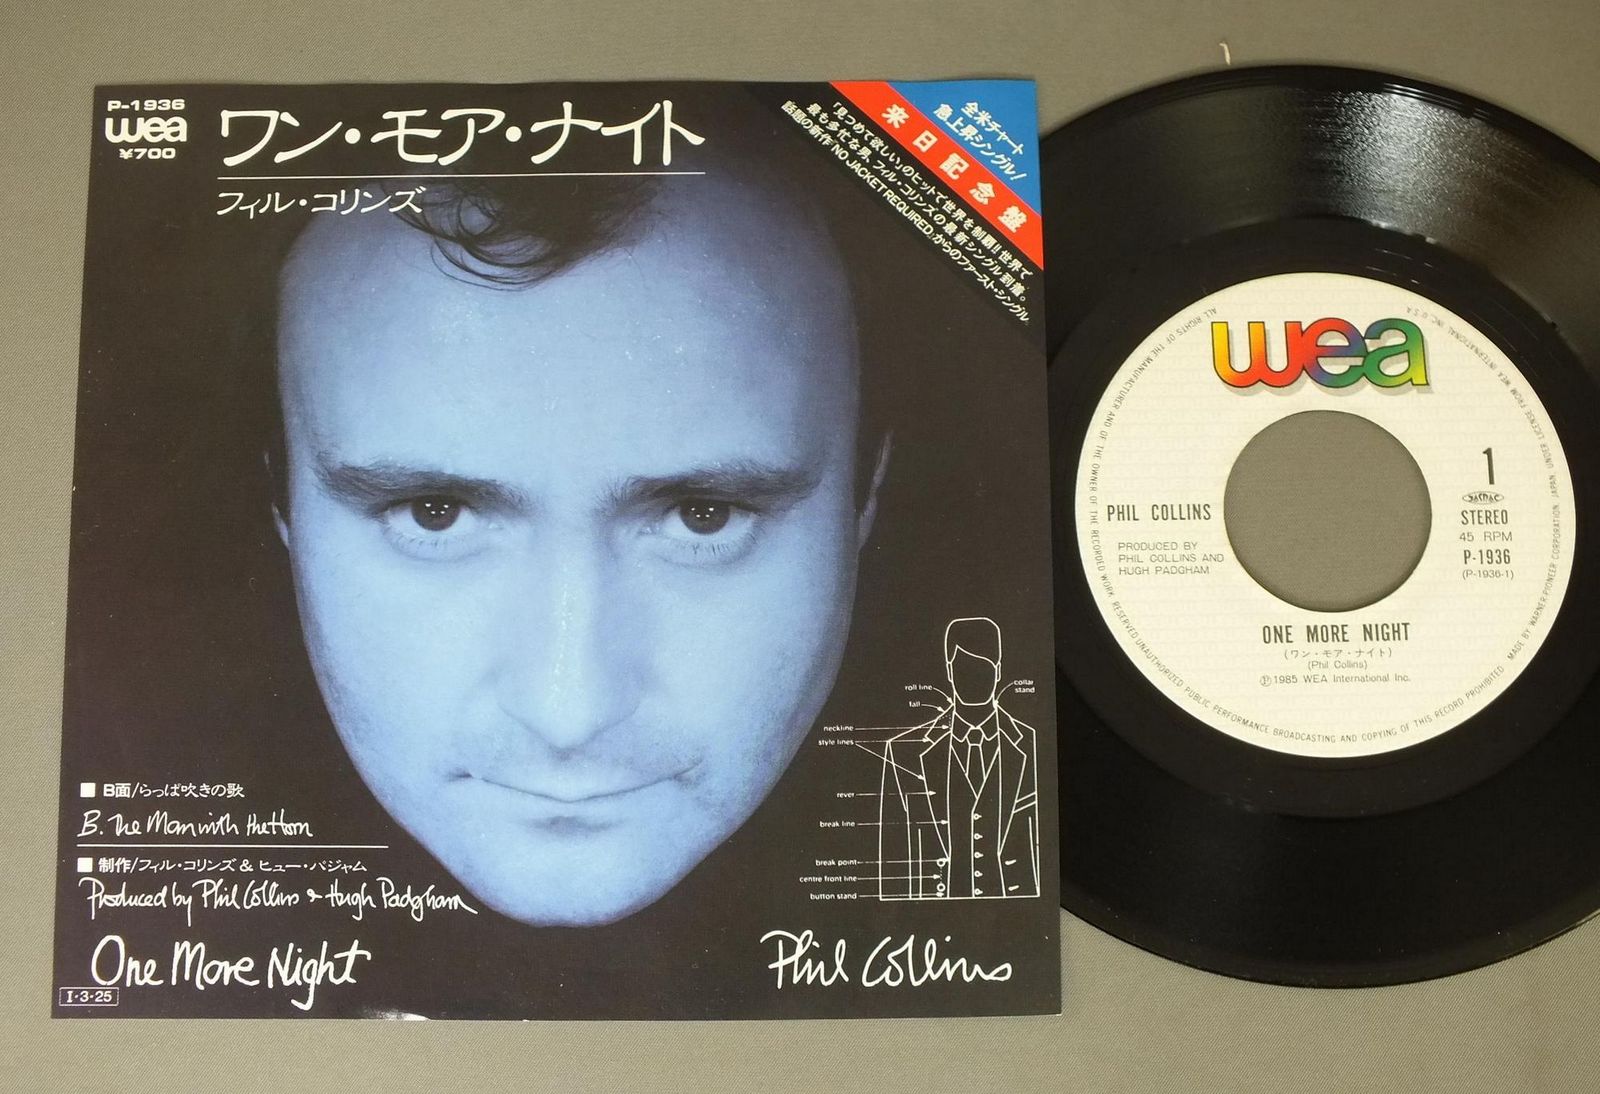 P-1936
wea
¥700
ワン・モア・ナイト
フィル・コリンズ
全米チャート
急上昇シングル!
来日記念盤
「見つめて欲しい」のヒットで世界を制覇!!世界で
最も多忙な男、フィル・コリンズの最新シングル到着。
話題の新作「NO JACKET REQUIRED」からのファースト・シングル
roll line
fall
collar
stand
neckline
style lines
rever
break line
break point
centre front line
button stand
■ B面/らっぱ吹きの歌
B. The Man with the Horn
■ 制作/フィル・コリンズ & ヒュー・パジャム
Produced by Phil Collins & Hugh Padgham
One More Night
Phil Collins
I・3・25
wea
1
JASRAC
STEREO
45 RPM
P-1936
(P-1936-1)
PHIL COLLINS
PRODUCED BY
PHIL COLLINS AND
HUGH PADGHAM
ONE MORE NIGHT
(ワン・モア・ナイト)
(Phil Collins)
Ⓟ1985 WEA International Inc.
ALL RIGHTS OF THE MANUFACTURER AND OF THE OWNER OF THE RECORDED WORK RESERVED UNAUTHORIZED PUBLIC PERFORMANCE BROADCASTING AND COPYING OF THIS RECORD PROHIBITED MADE BY WARNER-PIONEER CORPORATION, JAPAN UNDER LICENSE FROM WEA INTERNATIONAL INC. U.S.A